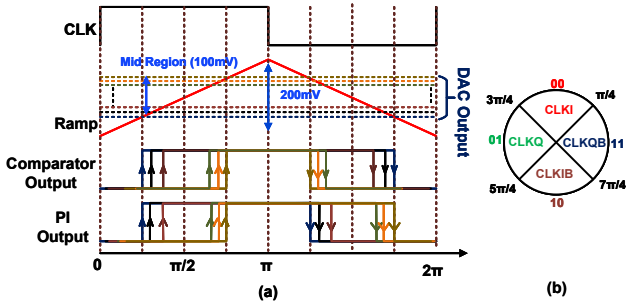 CLK
Mid Region (100mV)
200mV
DAC Output
Ramp
Comparator
Output
PI
Output
0
π/2
π
2π
(a)
00
3π/4
π/4
CLKI
01
CLKQ
CLKQB
11
CLKIB
5π/4
7π/4
10
(b)